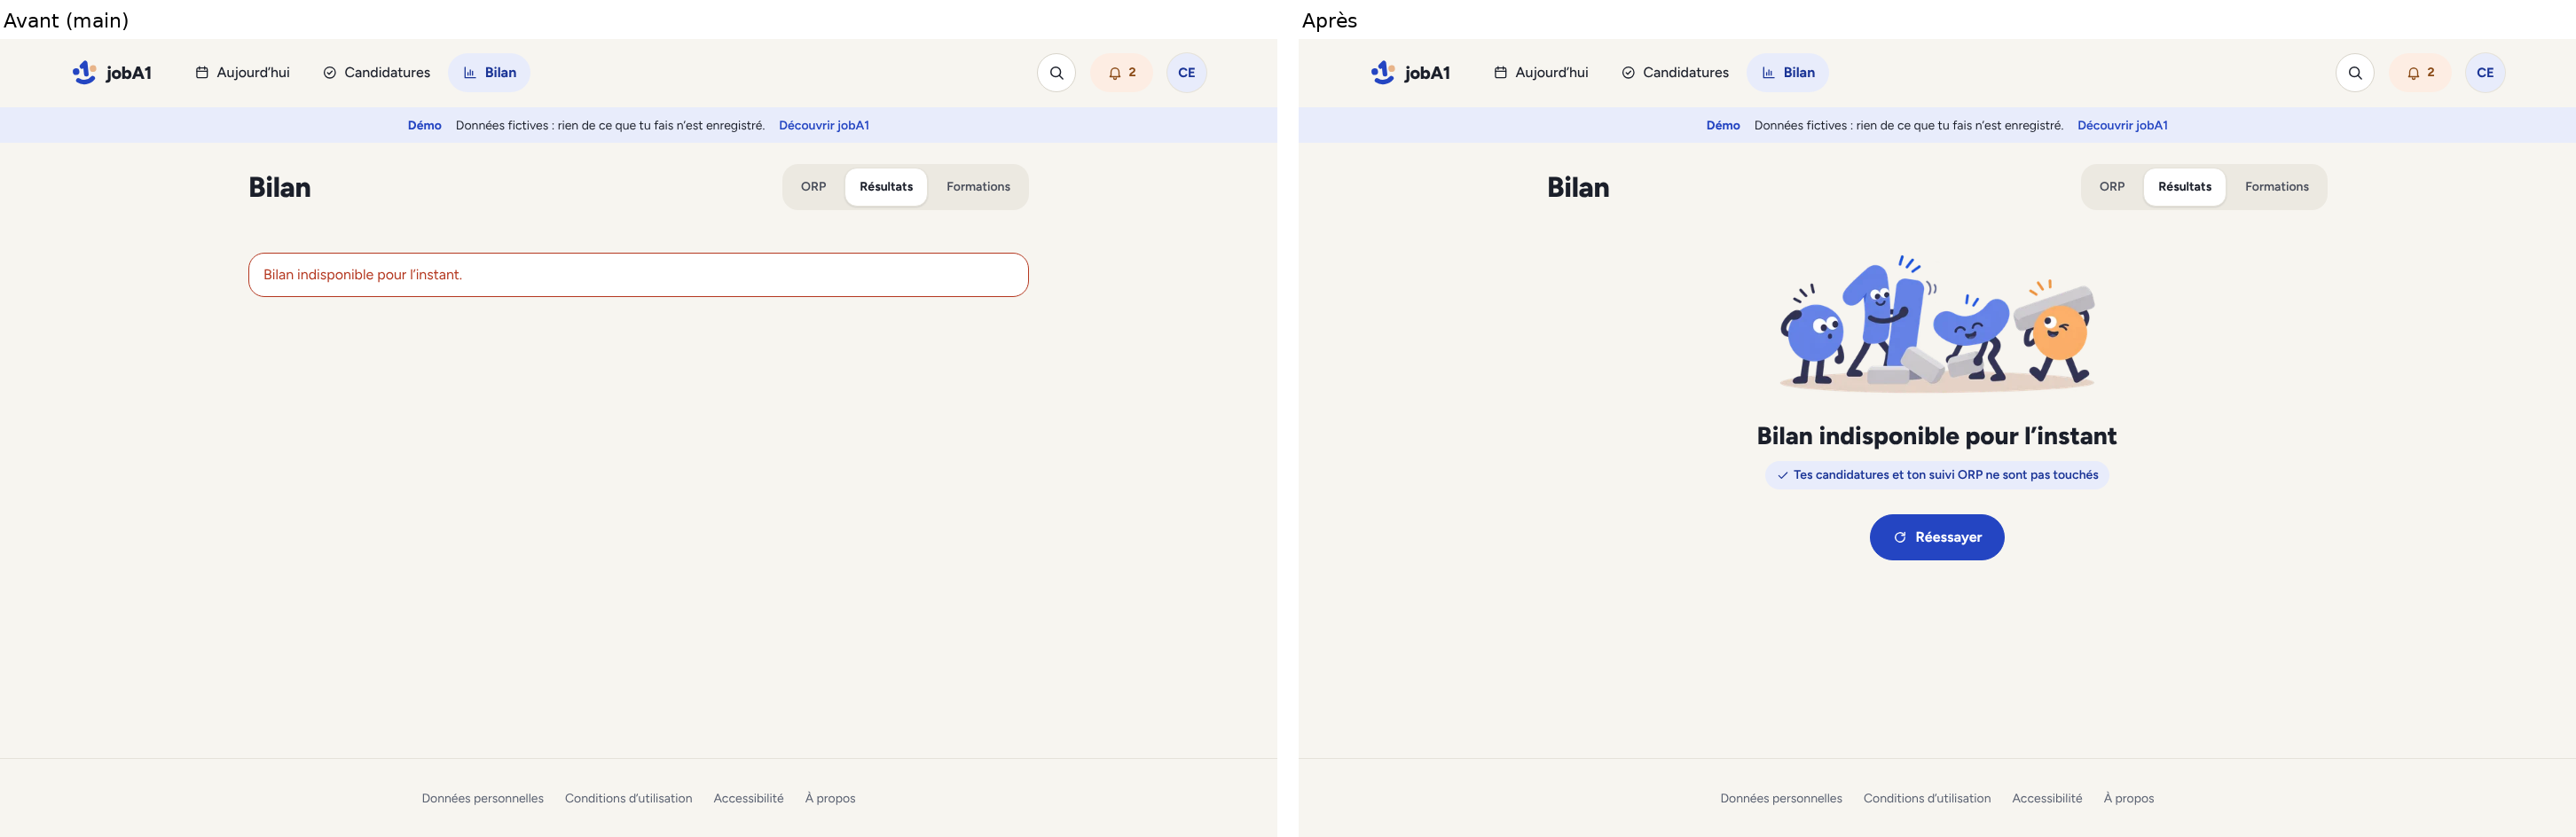 Avant (main)
jobA1 Aujourd’hui Candidatures Bilan 2 CE
Démo Données fictives : rien de ce que tu fais n’est enregistré. Découvrir jobA1
Bilan ORP Résultats Formations
Bilan indisponible pour l’instant.
Données personnelles Conditions d’utilisation Accessibilité À propos
Après
jobA1 Aujourd’hui Candidatures Bilan 2 CE
Démo Données fictives : rien de ce que tu fais n’est enregistré. Découvrir jobA1
Bilan ORP Résultats Formations
Bilan indisponible pour l’instant
Tes candidatures et ton suivi ORP ne sont pas touchés
Réessayer
Données personnelles Conditions d’utilisation Accessibilité À propos